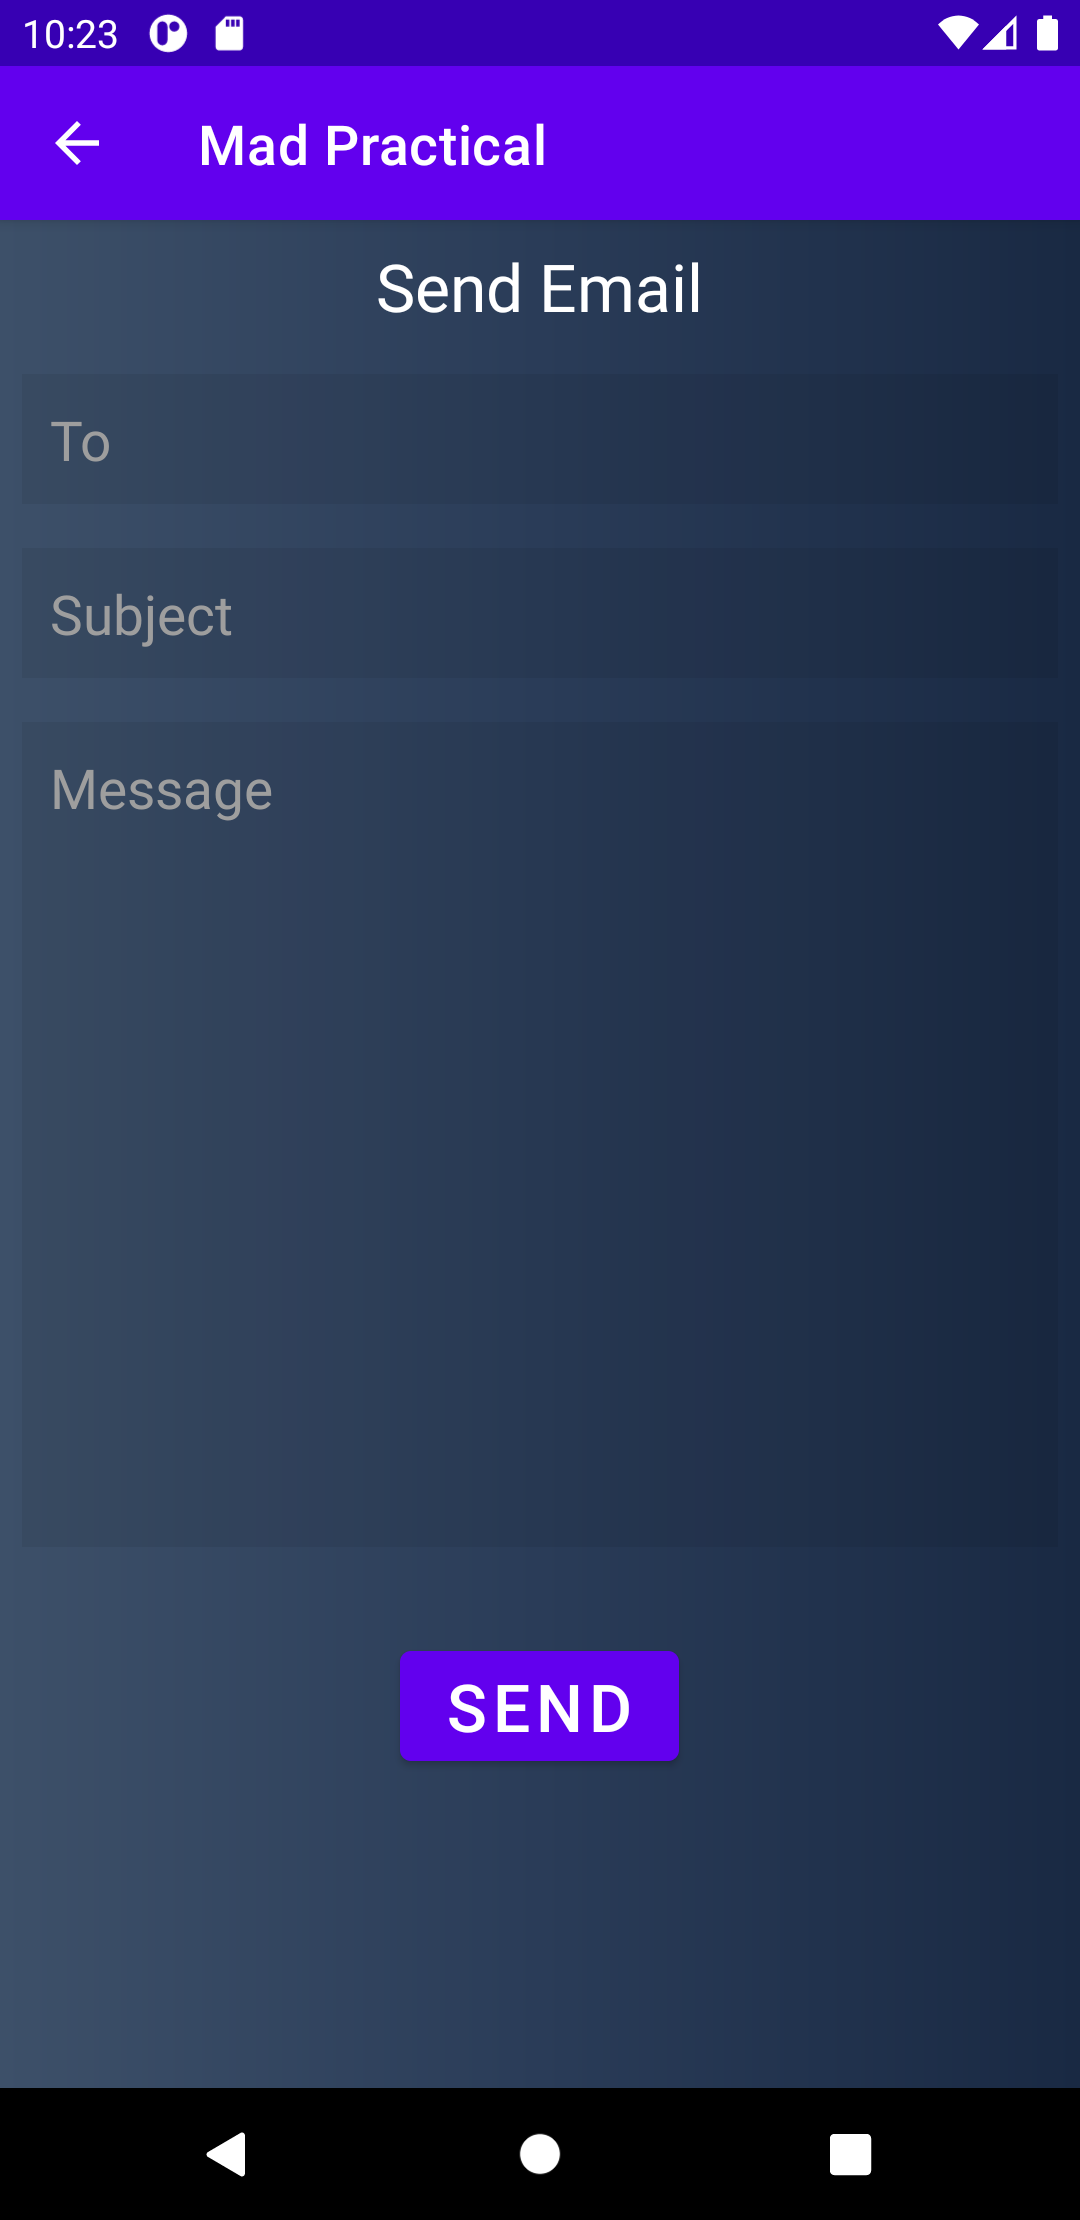 10:23
Mad Practical
Send Email
To
Subject
Message
SEND